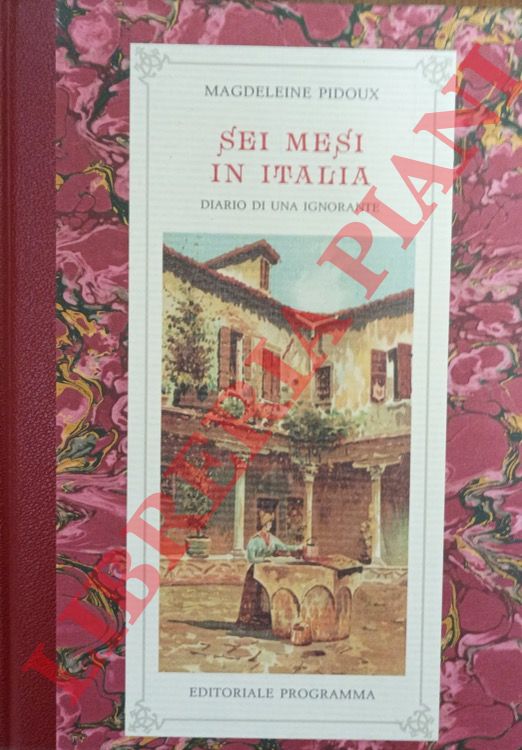 MAGDELEINE PIDOUX
SEI MESI
IN ITALIA
DIARIO DI UNA IGNORANTE
EDITORIALE PROGRAMMA
LIBRERIA PIANI